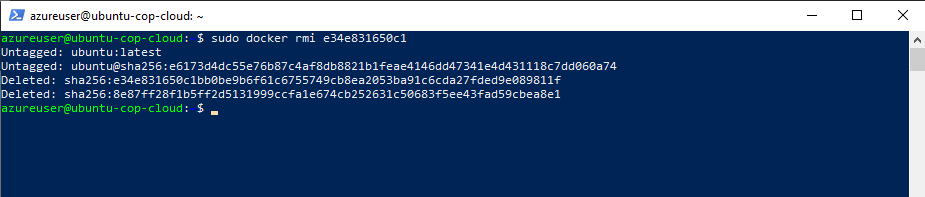 azureuser@ubuntu-cop-cloud: ~
azureuser@ubuntu-cop-cloud: $ sudo docker rmi e34e831650c1
Untagged: ubuntu:latest
Untagged: ubuntu@sha256:e6173d4dc55e76b87c4af8db8821b1feae4146dd47341e4d431118c7dd060a74
Deleted: sha256:e34e831650c1bb0be9b6f61c6755749cb8ea2053ba91c6cda27fded9e089811f
Deleted: sha256:8e87ff28f1b5ff2d5131999ccfa1e674cb252631c50683f5ee43fad59cbea8e1
azureuser@ubuntu-cop-cloud: $